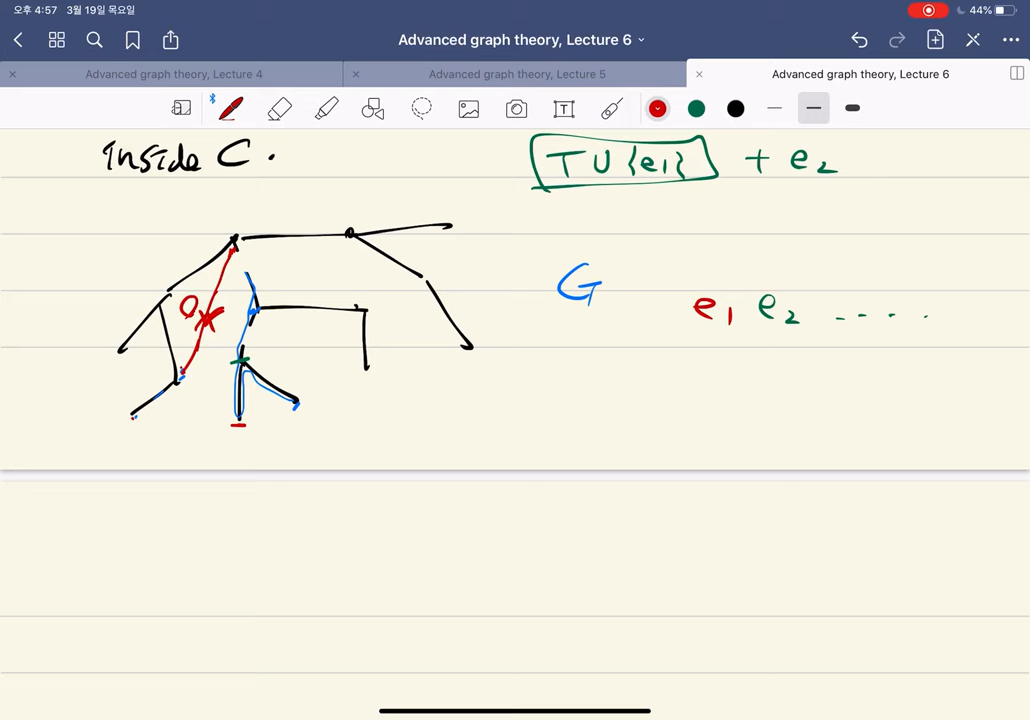 오후 4:57 3월 19일 목요일 44%
Advanced graph theory, Lecture 6
Advanced graph theory, Lecture 4 Advanced graph theory, Lecture 5 Advanced graph theory, Lecture 6
Inside C. T U {e1} + e2
G
e1 e2 .....